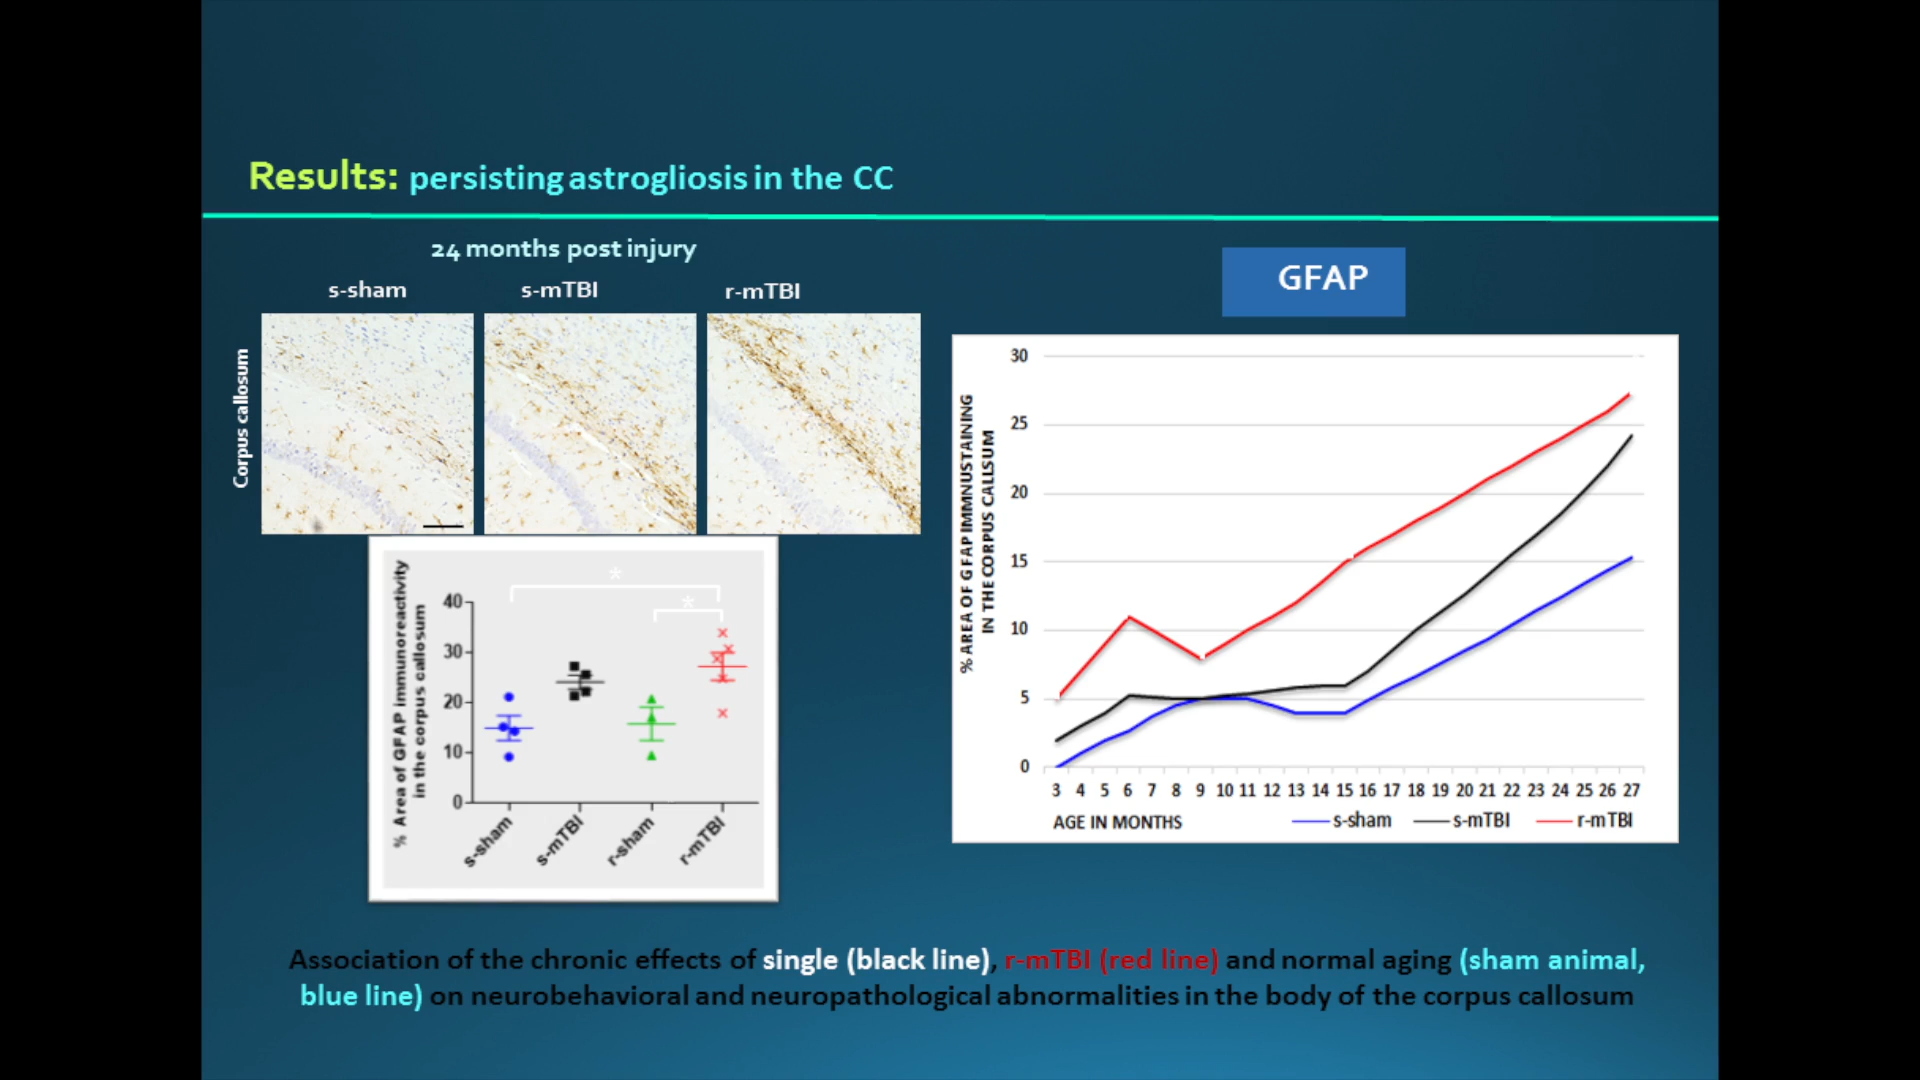 Results: persisting astrogliosis in the CC
24 months post injury
s-sham s-mTBI r-mTBI
Corpus callosum
% Area of GFAP immunoreactivity
in the corpus callosum
40
30
20
10
0
*
*
s-sham s-mTBI r-sham r-mTBI
GFAP
% AREA OF GFAP IMMNUSTAINING
IN THE CORPUS CALLSUM
30
25
20
15
10
5
0
3 4 5 6 7 8 9 10 11 12 13 14 15 16 17 18 19 20 21 22 23 24 25 26 27
AGE IN MONTHS s-sham s-mTBI r-mTBI
Association of the chronic effects of single (black line), r-mTBI (red line) and normal aging (sham animal,
blue line) on neurobehavioral and neuropathological abnormalities in the body of the corpus callosum